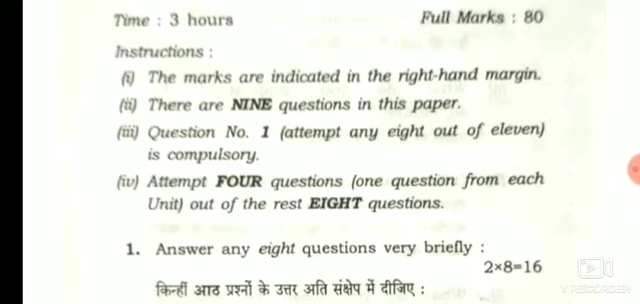 Time : 3 hours Full Marks : 80
Instructions :
(i) The marks are indicated in the right-hand margin.
(ii) There are NINE questions in this paper.
(iii) Question No. 1 (attempt any eight out of eleven)
is compulsory.
(iv) Attempt FOUR questions (one question from each
Unit) out of the rest EIGHT questions.
1. Answer any eight questions very briefly :
2×8=16
किन्हीं आठ प्रश्नों के उत्तर अति संक्षेप में दीजिए :
V RECORDER